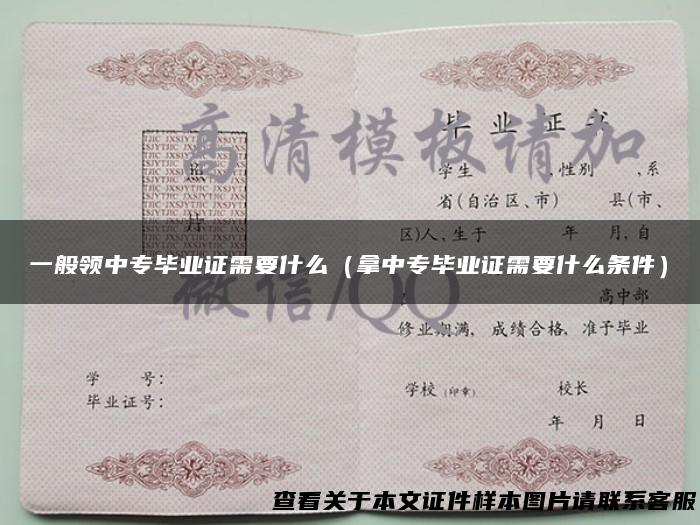 高清模板请加
毕业证书
照
片
学生 ,性别 ,系
省(自治区、市) 县(市、
区)人,生于 年 月,自
一般领中专毕业证需要什么（拿中专毕业证需要什么条件）
微信/QQ
高中部
修业期满, 成绩合格, 准予毕业
学 号:
毕业证号:
学校(印章) 校长
年 月 日
查看关于本文证件样本图片请联系客服